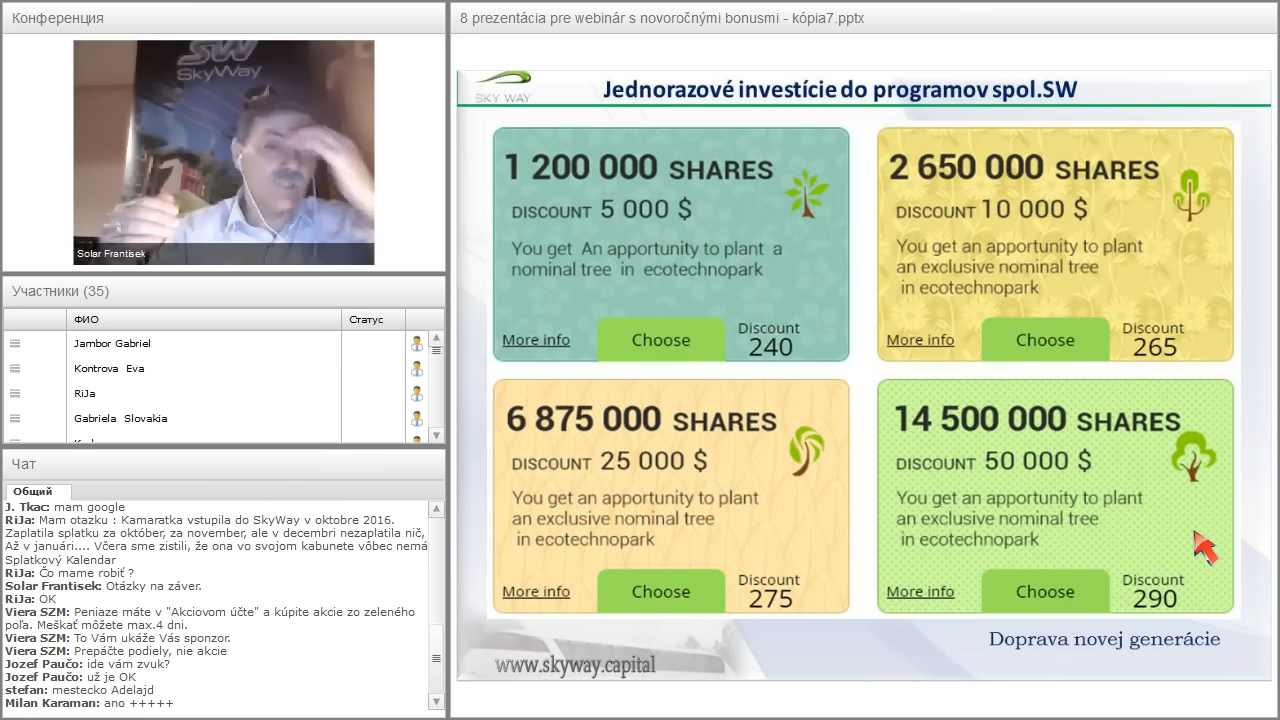 Конференция
SW
SkyWay
Solar Frantisek
Участники (35)
ФИО
Статус
Jambor Gabriel
Kontrova Eva
RiJa
Gabriela Slovakia
Чат
Общий
J. Tkac: mam google
RiJa: Mam otazku : Kamaratka vstupila do SkyWay v oktobre 2016.
Zaplatila splatku za október, za november, ale v decembri nezaplatila nič,
Až v januári.... Včera sme zistili, že ona vo svojom kabunete vôbec nemá
Splatkový Kalendar
RiJa: Čo mame robiť ?
Solar Frantisek: Otázky na záver.
RiJa: OK
Viera SZM: Peniaze máte v "Akciovom účte" a kúpite akcie zo zeleného
poľa. Meškať môžete max.4 dni.
Viera SZM: To Vám ukáže Vás sponzor.
Viera SZM: Prepáčte podiely, nie akcie
Jozef Paučo: ide vám zvuk?
Jozef Paučo: už je OK
stefan: mestecko Adelajd
Milan Karaman: ano +++++
8 prezentácia pre webinár s novoročnými bonusmi - kópia7.pptx
SKY WAY
Jednorazové investície do programov spol.SW
1 200 000 SHARES
DISCOUNT 5 000 $
You get An apportunity to plant a
nominal tree in ecotechnopark
More info
Choose
Discount
240
2 650 000 SHARES
DISCOUNT 10 000 $
You get an apportunity to plant
an exclusive nominal tree
in ecotechnopark
More info
Choose
Discount
265
6 875 000 SHARES
DISCOUNT 25 000 $
You get an apportunity to plant
an exclusive nominal tree
in ecotechnopark
More info
Choose
Discount
275
14 500 000 SHARES
DISCOUNT 50 000 $
You get an apportunity to plant
an exclusive nominal tree
in ecotechnopark
More info
Choose
Discount
290
Doprava novej generácie
www.skyway.capital